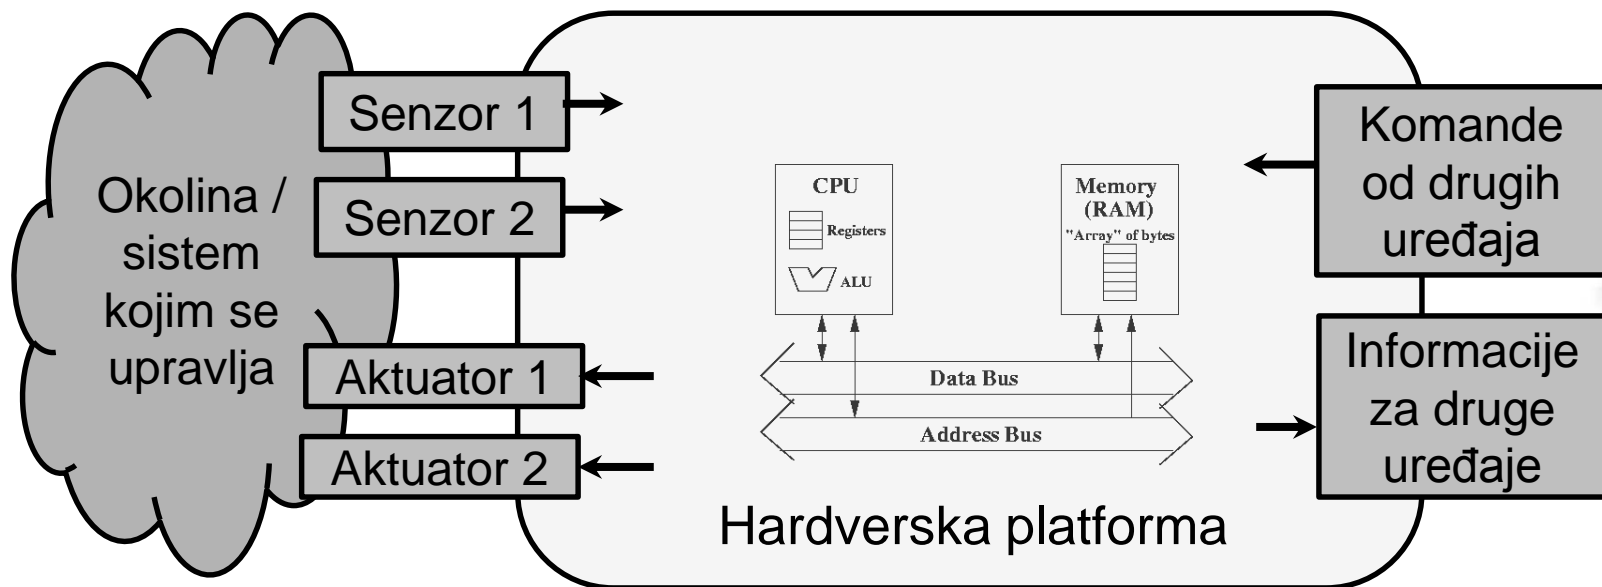 Okolina /
sistem
kojim se
upravlja
Senzor 1
Senzor 2
Aktuator 1
Aktuator 2
CPU
Registers
ALU
Memory
(RAM)
"Array" of bytes
Data Bus
Address Bus
Hardverska platforma
Komande
od drugih
uređaja
Informacije
za druge
uređaje